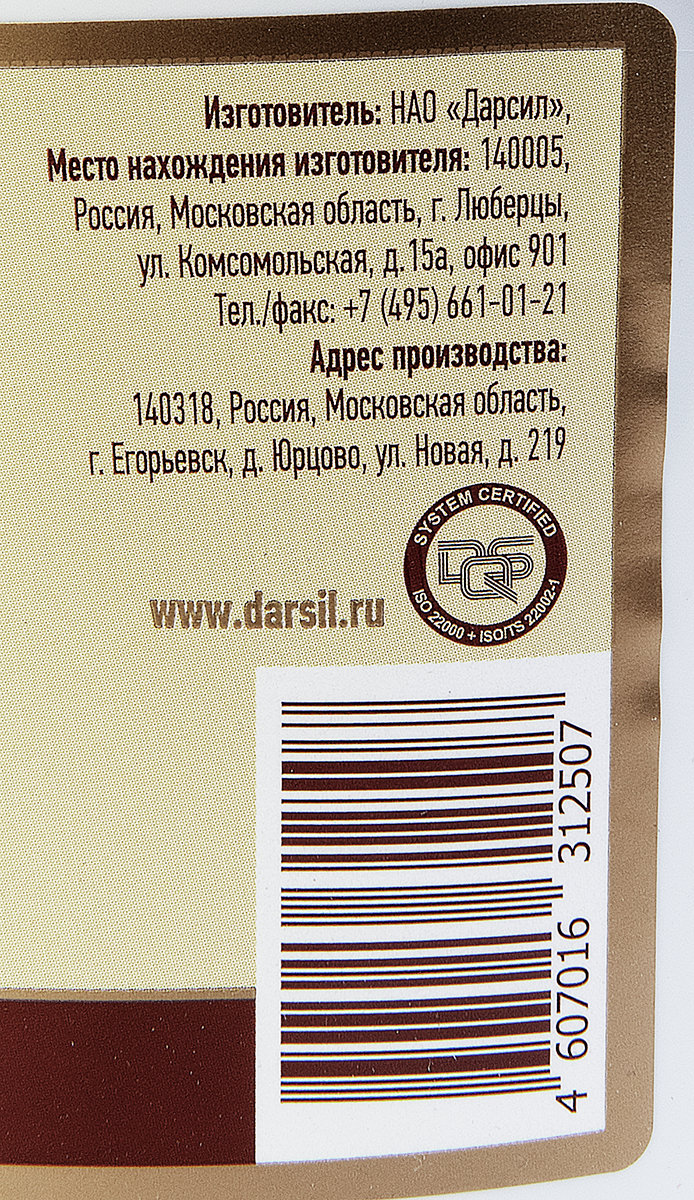 Изготовитель: НАО «Дарсил»,
Место нахождения изготовителя: 140005,
Россия, Московская область, г. Люберцы,
ул. Комсомольская, д.15а, офис 901
Тел./факс: +7 (495) 661-01-21
Адрес производства:
140318, Россия, Московская область,
г. Егорьевск, д. Юрцово, ул. Новая, д. 219
SYSTEM CERTIFIED
DQS
ISO 22000 + ISO/TS 22002-1
www.darsil.ru
4 607016 312507